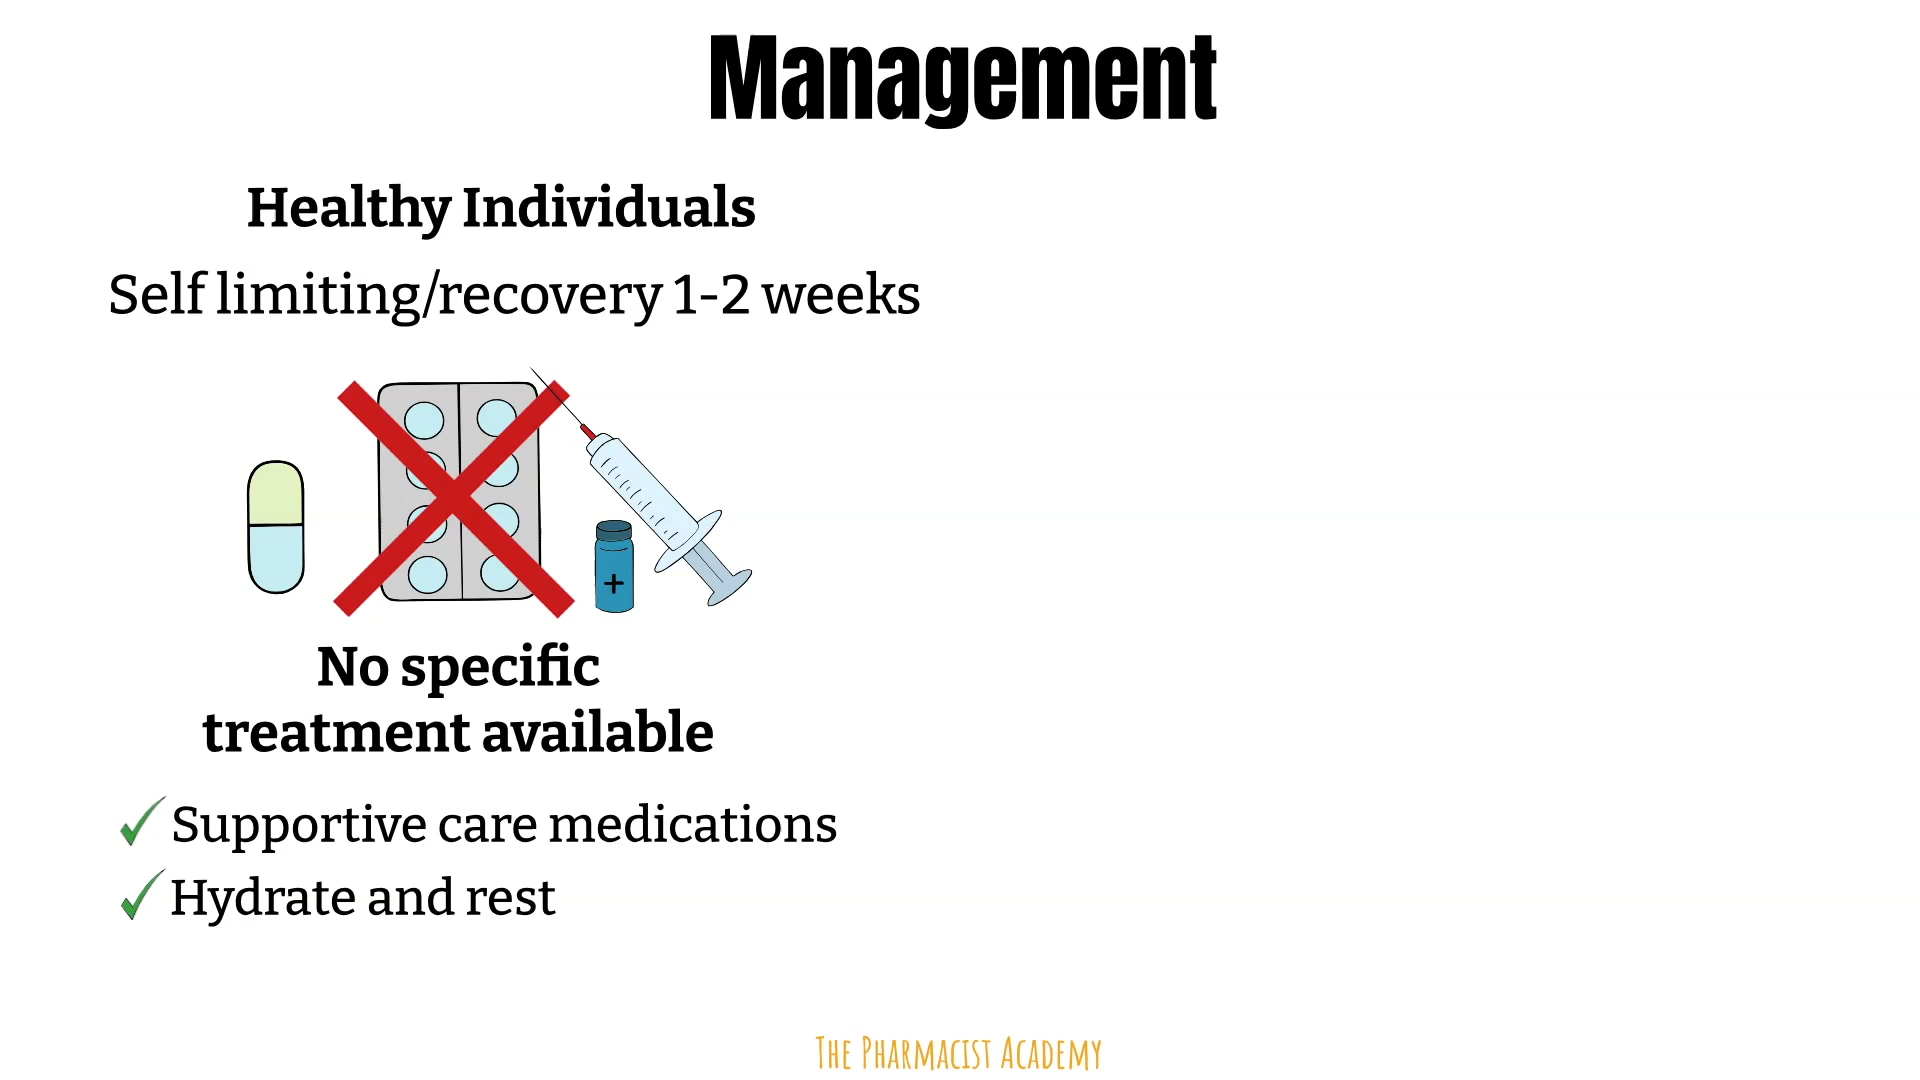 Management
Healthy Individuals
Self limiting/recovery 1-2 weeks
No specific
treatment available
Supportive care medications
Hydrate and rest
The Pharmacist Academy